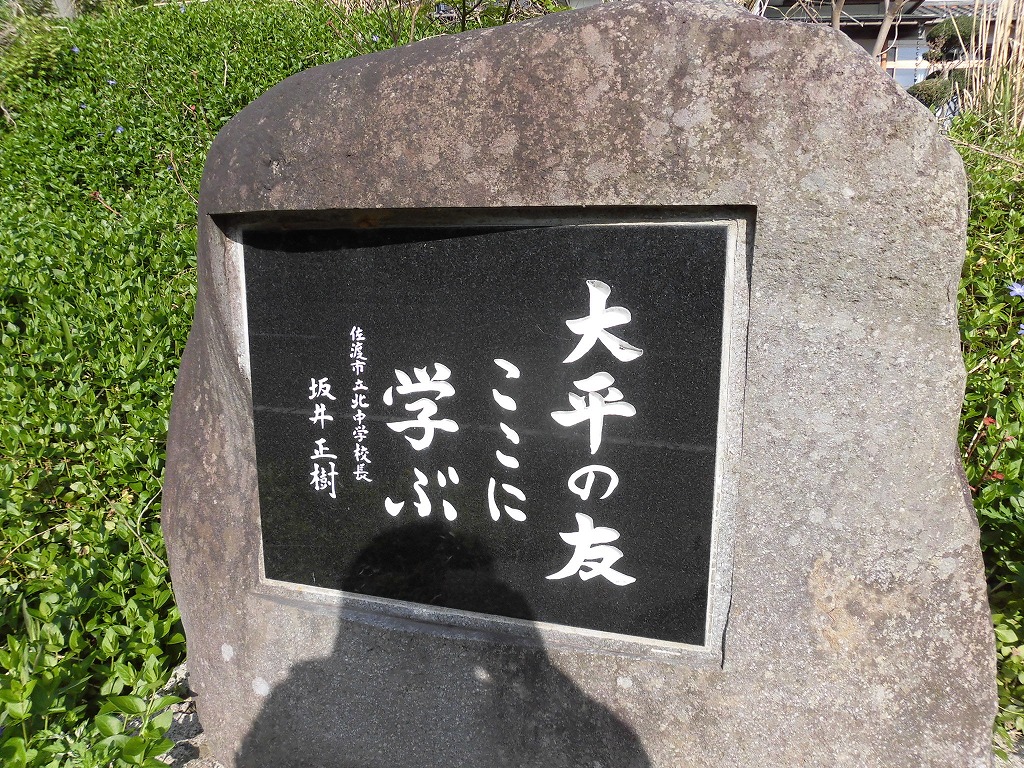 大平の友
ここに
学ぶ
佐渡市立北中学校長
坂井正樹